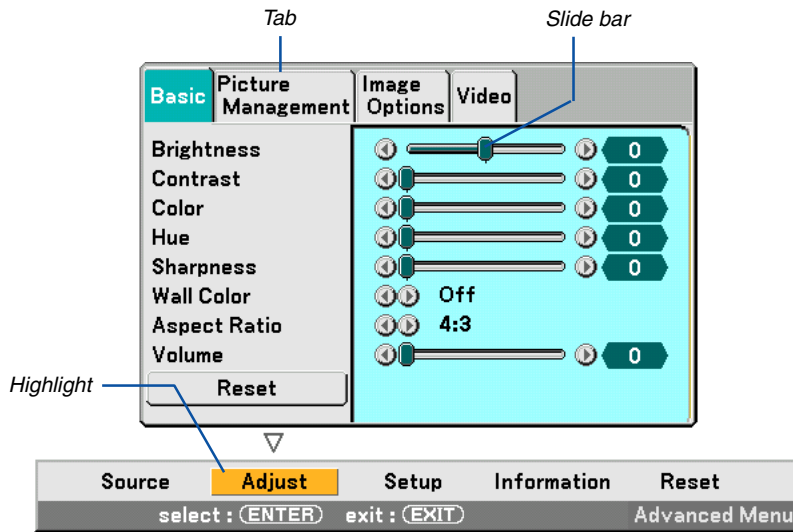 Tab Slide bar
Basic Picture Management Image Options Video
Brightness 0
Contrast 0
Color 0
Hue 0
Sharpness 0
Wall Color Off
Aspect Ratio 4:3
Volume 0
Reset
Highlight
Source Adjust Setup Information Reset
select : ENTER exit : EXIT Advanced Menu